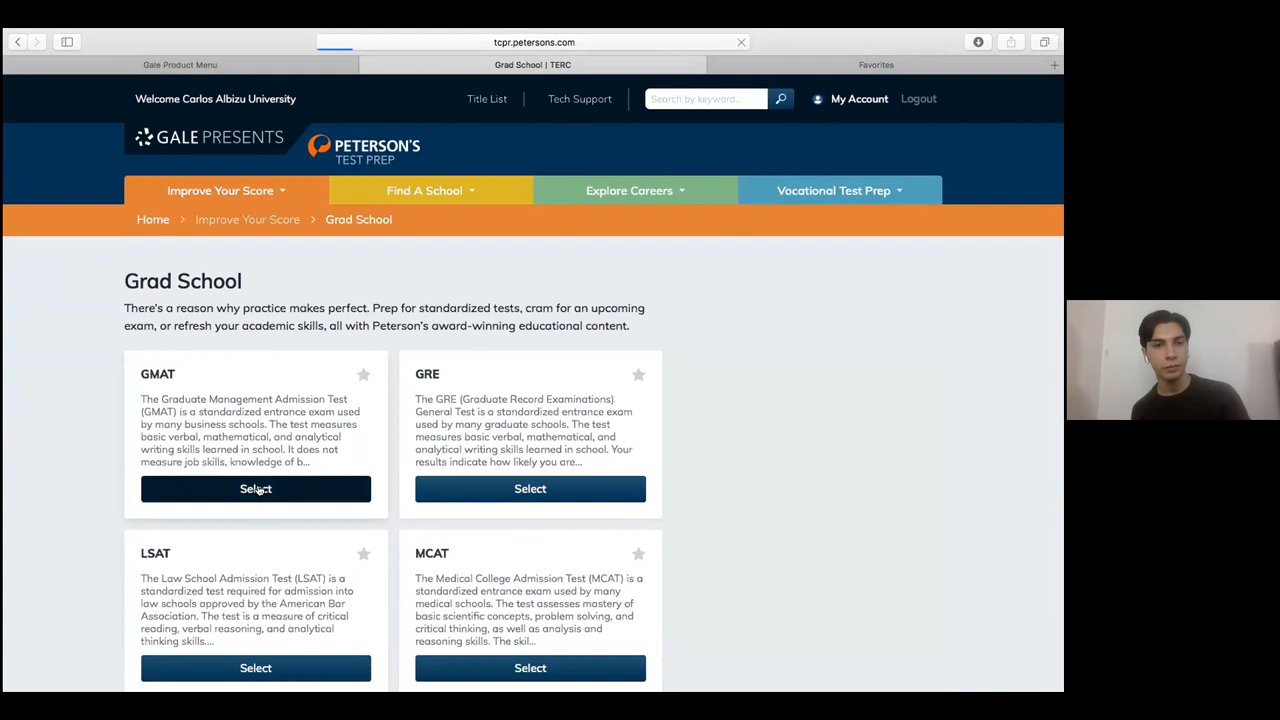 tcpr.petersons.com
Gale Product Menu
Grad School | TERC
Favorites
Welcome Carlos Albizu University
Title List
Tech Support
Search by keyword...
My Account
Logout
GALE PRESENTS
PETERSON'S
TEST PREP
Improve Your Score
Find A School
Explore Careers
Vocational Test Prep
Home > Improve Your Score > Grad School
Grad School
There's a reason why practice makes perfect. Prep for standardized tests, cram for an upcoming
exam, or refresh your academic skills, all with Peterson's award-winning educational content.
GMAT
The Graduate Management Admission Test
(GMAT) is a standardized entrance exam used
by many business schools. The test measures
basic verbal, mathematical, and analytical
writing skills learned in school. It does not
measure job skills, knowledge of b...
Select
GRE
The GRE (Graduate Record Examinations)
General Test is a standardized entrance exam
used by many graduate schools. The test
measures basic verbal, mathematical, and
analytical writing skills learned in school. Your
results indicate how likely you are...
Select
LSAT
The Law School Admission Test (LSAT) is a
standardized test required for admission into
law schools approved by the American Bar
Association. The test is a measure of critical
reading, verbal reasoning, and analytical
thinking skills....
Select
MCAT
The Medical College Admission Test (MCAT) is a
standardized entrance exam used by many
medical schools. The test assesses mastery of
basic scientific concepts, problem solving, and
critical thinking, as well as analysis and
reasoning skills. The skil...
Select